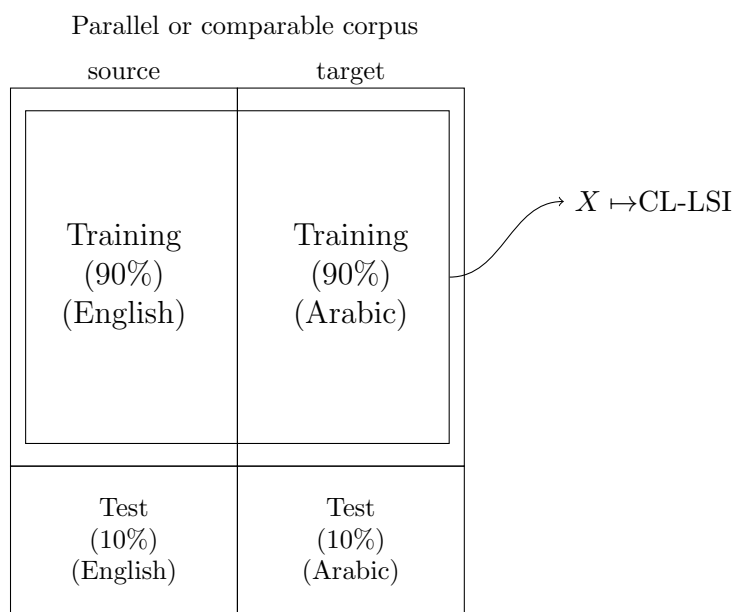 Parallel or comparable corpus
source target
Training
(90%)
(English)
Training
(90%)
(Arabic)
X ↦CL-LSI
Test
(10%)
(English)
Test
(10%)
(Arabic)